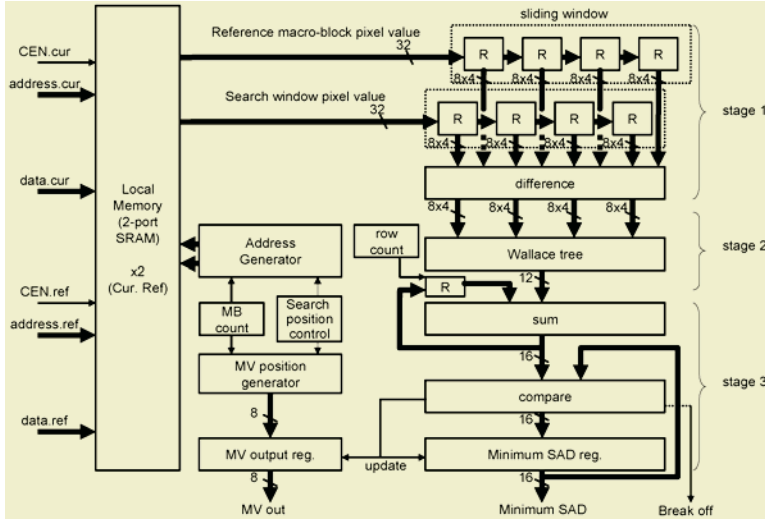 sliding window
Reference macro-block pixel value
32
R R R R
CEN.cur
8x4 8x4 8x4 8x4
address.cur
Search window pixel value
32
R R R R
stage 1
8x4 8x4 8x4 8x4
data.cur
difference
Local
Memory
(2-port
SRAM)
x2
(Cur. Ref)
8x4 8x4 8x4 8x4
row
count
Address
Generator
Wallace tree
stage 2
12
R
CEN.ref
MB
count
Search
position
control
address.ref
sum
16
MV position
generator
compare
stage 3
8
16
data.ref
MV output reg.
update
Minimum SAD reg.
8
16
MV out
Minimum SAD
Break off